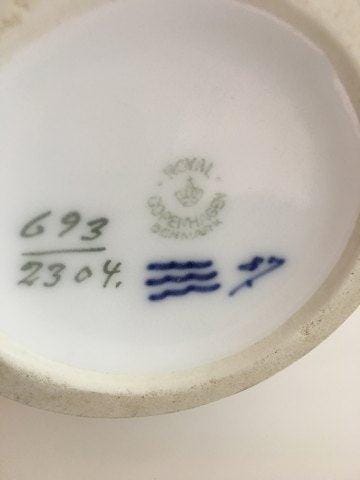 ROYAL
COPENHAGEN
DENMARK
693
2304.